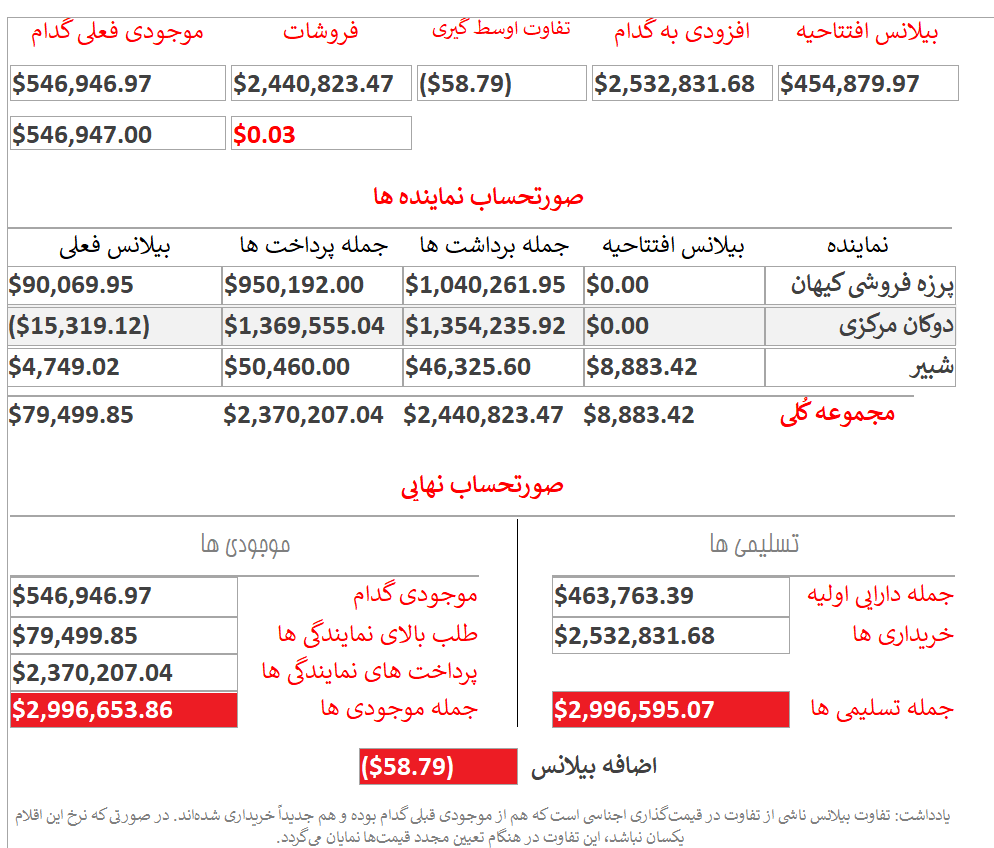 بیلانس افتتاحیه افزودی به گدام تفاوت اوسط گیری فروشات موجودی فعلی گدام
$454,879.97 $2,532,831.68 ($58.79) $2,440,823.47 $546,946.97
$0.03 $546,947.00
صورتحساب نماینده ها
نماینده بیلانس افتتاحیه جمله برداشت ها جمله پرداخت ها بیلانس فعلی
پرزه فروشی کیهان $0.00 $1,040,261.95 $950,192.00 $90,069.95
دوکان مرکزی $0.00 $1,354,235.92 $1,369,555.04 ($15,319.12)
شبیر $8,883.42 $46,325.60 $50,460.00 $4,749.02
مجموعه کُلی $8,883.42 $2,440,823.47 $2,370,207.04 $79,499.85
صورتحساب نهایی
تسلیمی ها موجودی ها
جمله دارایی اولیه $463,763.39 موجودی گدام $546,946.97
خریداری ها $2,532,831.68 طلب بالای نمایندگی ها $79,499.85
پرداخت های نمایندگی ها $2,370,207.04
جمله تسلیمی ها $2,996,595.07 جمله موجودی ها $2,996,653.86
اضافه بیلانس ($58.79)
یادداشت: تفاوت بیلانس ناشی از تفاوت در قیمت‌گذاری اجناسی است که هم از موجودی قبلی گدام بوده و هم جدیداً خریداری شده‌اند. در صورتی که نرخ این اقلام
یکسان نباشد، این تفاوت در هنگام تعیین مجدد قیمت‌ها نمایان می‌گردد.